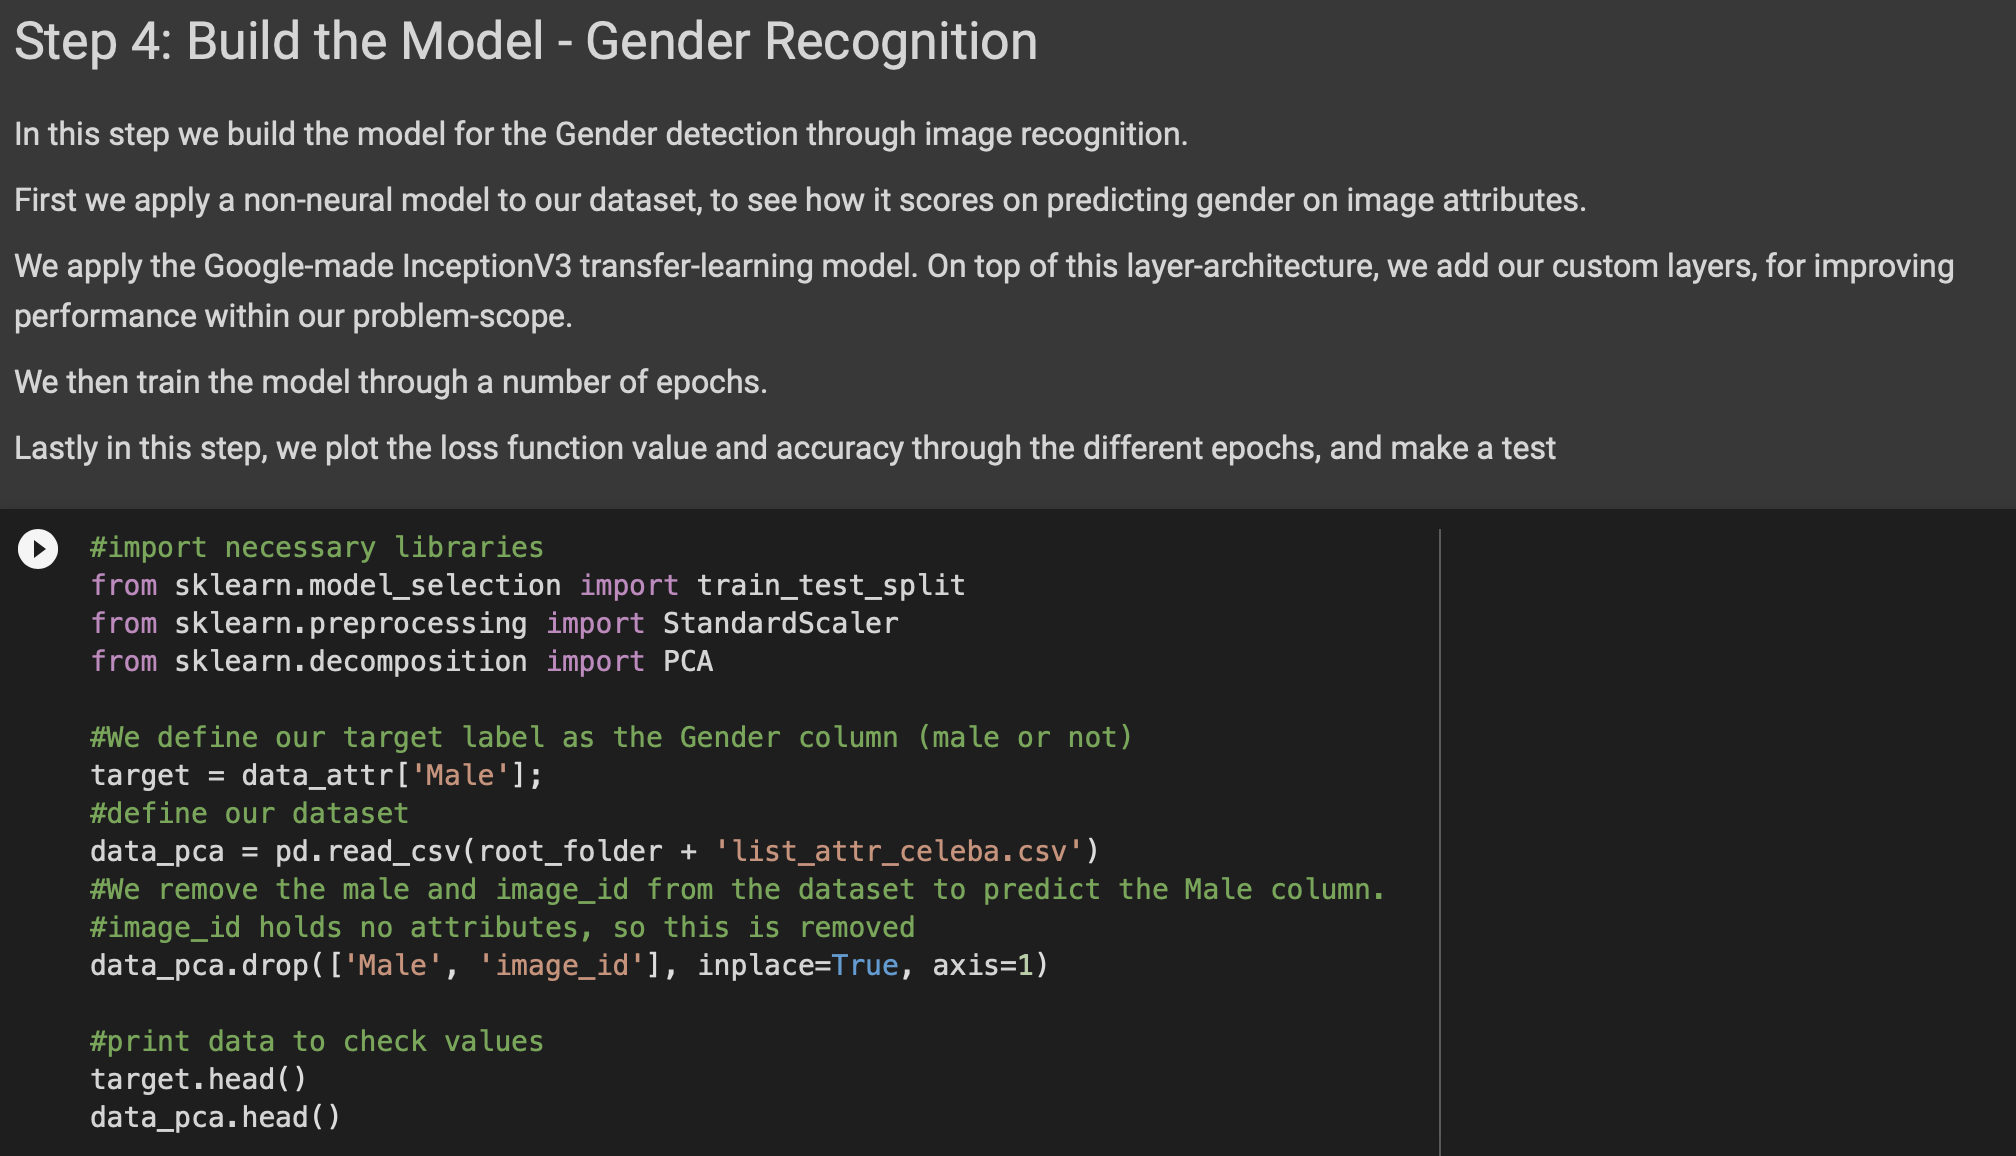 Step 4: Build the Model - Gender Recognition
In this step we build the model for the Gender detection through image recognition.
First we apply a non-neural model to our dataset, to see how it scores on predicting gender on image attributes.
We apply the Google-made InceptionV3 transfer-learning model. On top of this layer-architecture, we add our custom layers, for improving
performance within our problem-scope.
We then train the model through a number of epochs.
Lastly in this step, we plot the loss function value and accuracy through the different epochs, and make a test
#import necessary libraries
from sklearn.model_selection import train_test_split
from sklearn.preprocessing import StandardScaler
from sklearn.decomposition import PCA
#We define our target label as the Gender column (male or not)
target = data_attr['Male'];
#define our dataset
data_pca = pd.read_csv(root_folder + 'list_attr_celeba.csv')
#We remove the male and image_id from the dataset to predict the Male column.
#image_id holds no attributes, so this is removed
data_pca.drop(['Male', 'image_id'], inplace=True, axis=1)
#print data to check values
target.head()
data_pca.head()